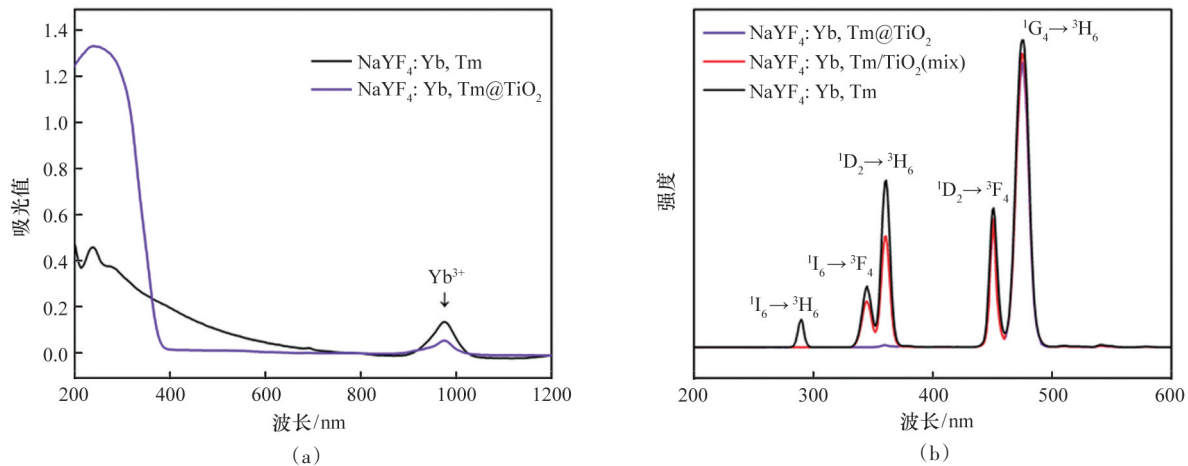 (a)
1.4
1.2
1.0
0.8
0.6
0.4
0.2
0.0
吸光值
NaYF₄: Yb, Tm
NaYF₄: Yb, Tm@TiO₂
Yb³⁺
200
400
600
800
1000
1200
波长/nm
(a)
(b)
NaYF₄: Yb, Tm@TiO₂
NaYF₄: Yb, Tm/TiO₂(mix)
NaYF₄: Yb, Tm
¹G₄→³H₆
¹D₂→³H₆
¹D₂→³F₄
¹I₆→³F₄
¹I₆→³H₆
强度
200
300
400
500
600
波长/nm
(b)